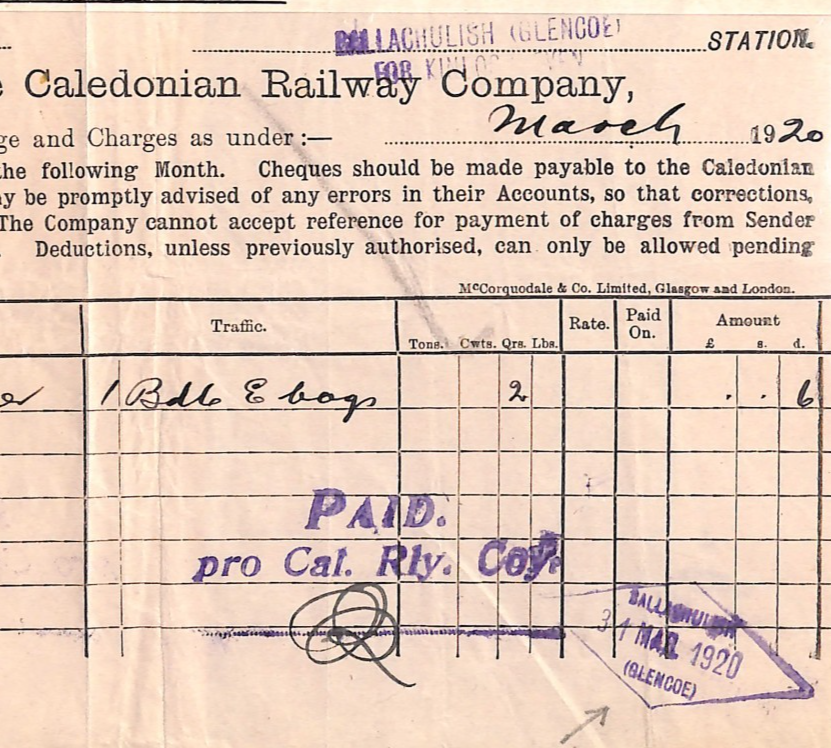 BALLACHULISH (GLENCOE)
STATION.
FOR KINLOCHLEVEN
Caledonian Railway Company,
and Charges as under:— March 1920
the following Month. Cheques should be made payable to the Caledonian
be promptly advised of any errors in their Accounts, so that corrections,
The Company cannot accept reference for payment of charges from Sender
Deductions, unless previously authorised, can only be allowed pending
McCorquodale & Co. Limited, Glasgow and London.
Traffic. Tons. Cwts. Qrs. Lbs. Rate. Paid On. Amount £ s. d.
1 Bdle E bags 2 . . 6
PAID.
pro Cal. Rly. Coy.
BALLACHULISH
31 MAR 1920
(GLENCOE)